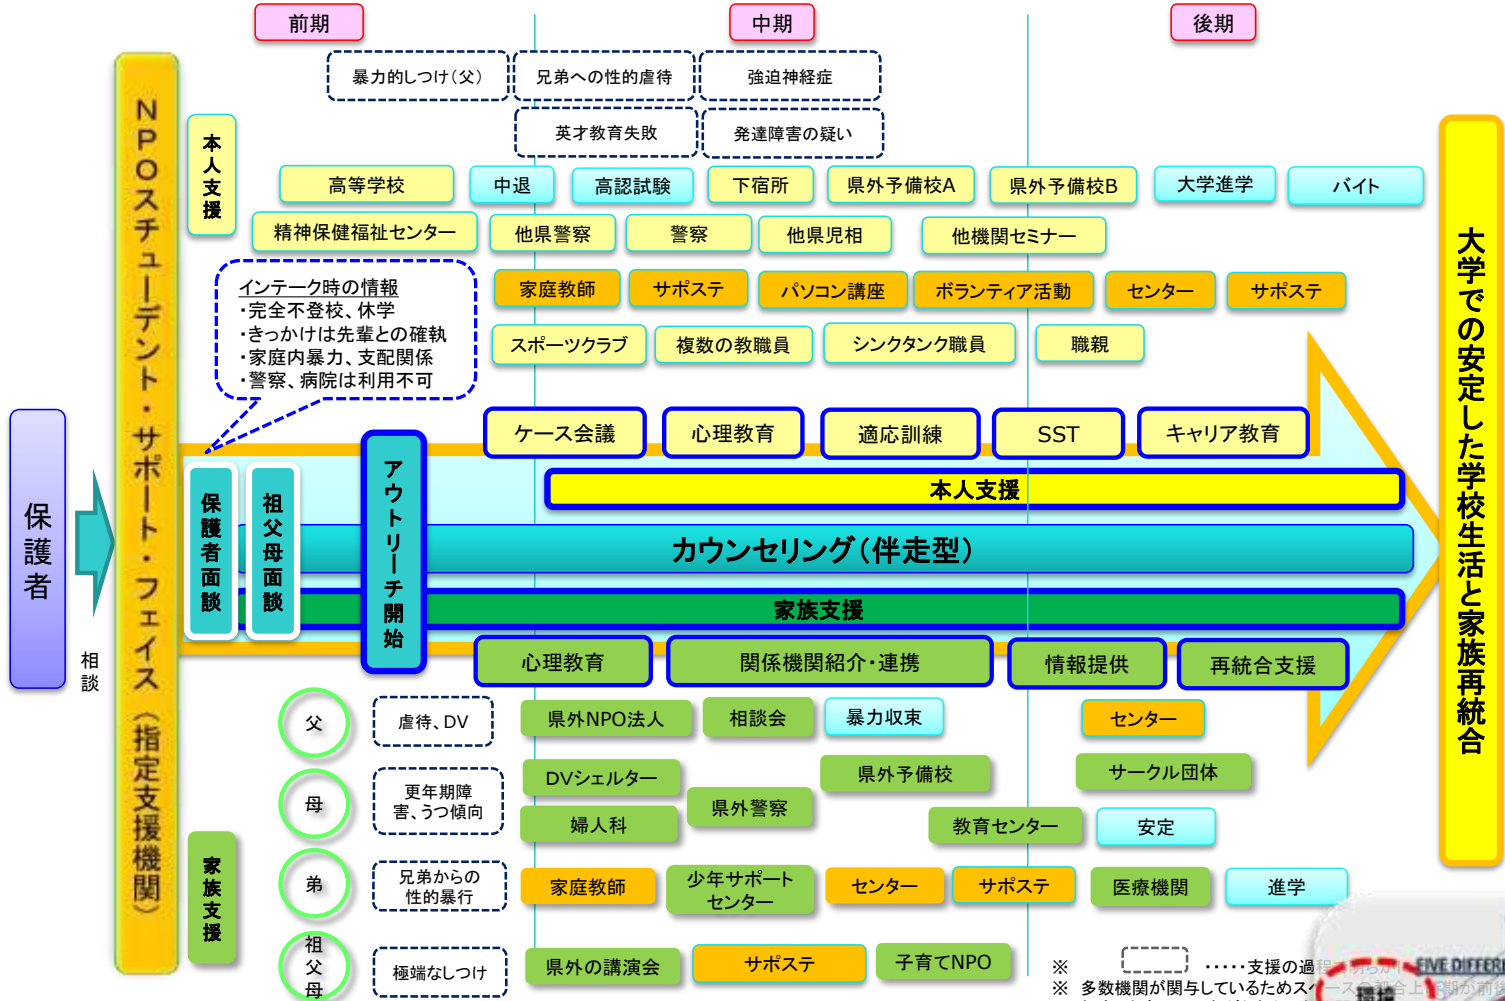 前期
中期
後期
暴力的しつけ（父）
兄弟への性的虐待
強迫神経症
英才教育失敗
発達障害の疑い
本人支援
高等学校
中退
高認試験
下宿所
県外予備校A
県外予備校B
大学進学
バイト
精神保健福祉センター
他県警察
警察
他県児相
他機関セミナー
インテーク時の情報
・完全不登校、休学
・きっかけは先輩との確執
・家庭内暴力、支配関係
・警察、病院は利用不可
家庭教師
サポステ
パソコン講座
ボランティア活動
センター
サポステ
スポーツクラブ
複数の教職員
シンクタンク職員
職親
保護者
相談
NPOスチューデント・サポート・フェイス（指定支援機関）
保護者面談
祖父母面談
アウトリーチ開始
ケース会議
心理教育
適応訓練
SST
キャリア教育
本人支援
カウンセリング（伴走型）
家族支援
心理教育
関係機関紹介・連携
情報提供
再統合支援
大学での安定した学校生活と家族再統合
家族支援
父
虐待、DV
県外NPO法人
相談会
暴力収束
センター
母
更年期障
害、うつ傾向
DVシェルター
県外警察
県外予備校
サークル団体
婦人科
教育センター
安定
弟
兄弟からの
性的暴行
家庭教師
少年サポート
センター
センター
サポステ
医療機関
進学
祖父母
極端なしつけ
県外の講演会
サポステ
子育てNPO
※ ・・・・・支援の過程
※ 多数機関が関与しているためスペース
環境
FIVE DIFFERE